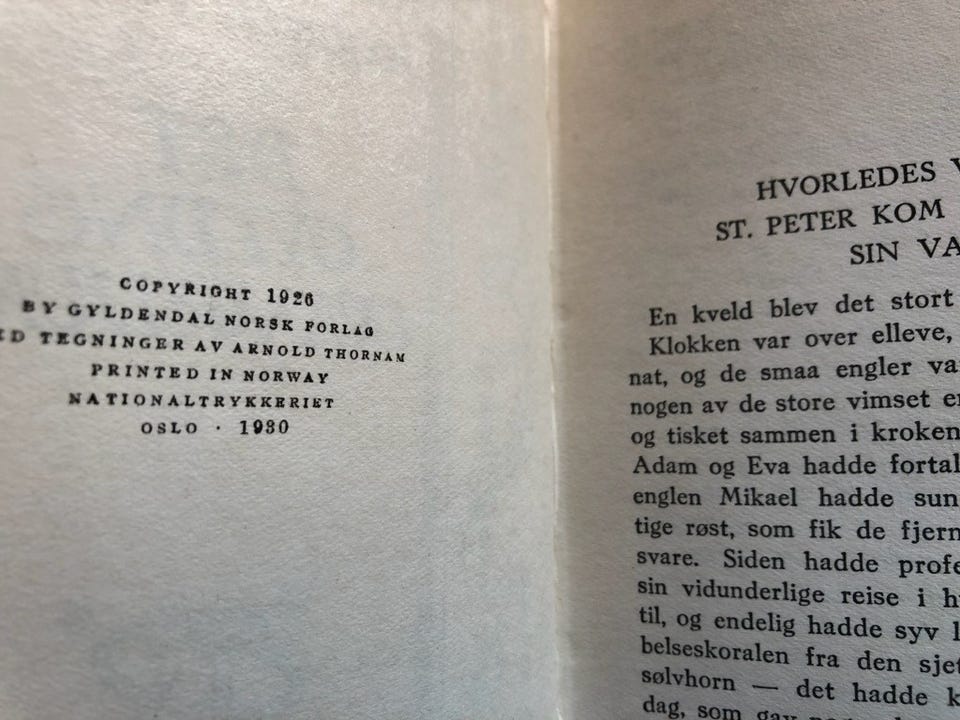 COPYRIGHT 1926
BY GYLDENDAL NORSK FORLAG
TEGNINGER AV ARNOLD THORNAM
PRINTED IN NORWAY
NATIONALTRYKKERIET
OSLO · 1930
HVORLEDES
ST. PETER KOM
SIN
En kveld blev det stort
Klokken var over elleve,
nat, og de smaa engler
nogen av de store vimset
og tisket sammen i kroken
Adam og Eva hadde
englen Mikael hadde
tige røst, som fik de
svare. Siden hadde
sin vidunderlige reise i
til, og endelig hadde syv
belseskoralen fra den
sølvhorn — det hadde
dag, som